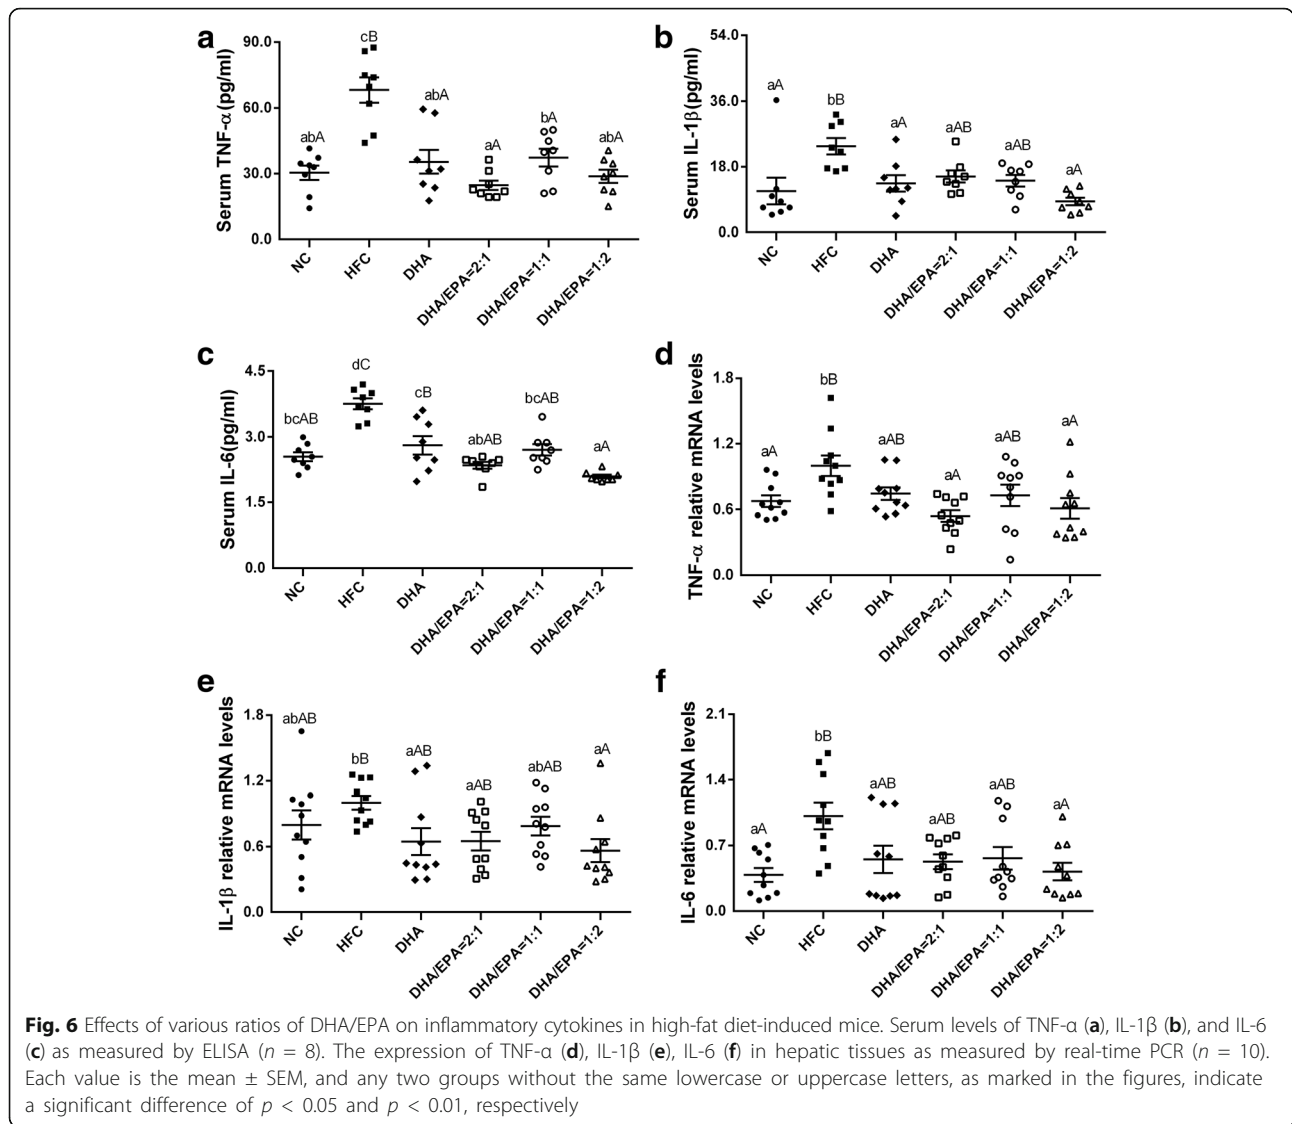 a
Serum TNF-α(pg/ml)
90.0
60.0
30.0
0.0
abA
cB
abA
aA
bA
abA
NC
HFC
DHA
DHA/EPA=2:1
DHA/EPA=1:1
DHA/EPA=1:2
b
Serum IL-1β(pg/ml)
54.0
36.0
18.0
0.0
aA
bB
aA
aAB
aAB
aA
NC
HFC
DHA
DHA/EPA=2:1
DHA/EPA=1:1
DHA/EPA=1:2
c
Serum IL-6(pg/ml)
4.5
3.0
1.5
0.0
bcAB
dC
cB
abAB
bcAB
aA
NC
HFC
DHA
DHA/EPA=2:1
DHA/EPA=1:1
DHA/EPA=1:2
d
TNF-α relative mRNA levels
1.8
1.2
0.6
0.0
aA
bB
aAB
aA
aAB
aA
NC
HFC
DHA
DHA/EPA=2:1
DHA/EPA=1:1
DHA/EPA=1:2
e
IL-1β relative mRNA levels
1.8
1.2
0.6
0.0
abAB
bB
aAB
aAB
abAB
aA
NC
HFC
DHA
DHA/EPA=2:1
DHA/EPA=1:1
DHA/EPA=1:2
f
IL-6 relative mRNA levels
2.1
1.4
0.7
0.0
aA
bB
aAB
aAB
aAB
aA
NC
HFC
DHA
DHA/EPA=2:1
DHA/EPA=1:1
DHA/EPA=1:2
Fig. 6 Effects of various ratios of DHA/EPA on inflammatory cytokines in high-fat diet-induced mice. Serum levels of TNF-α (a), IL-1β (b), and IL-6
(c) as measured by ELISA (n = 8). The expression of TNF-α (d), IL-1β (e), IL-6 (f) in hepatic tissues as measured by real-time PCR (n = 10).
Each value is the mean ± SEM, and any two groups without the same lowercase or uppercase letters, as marked in the figures, indicate
a significant difference of p < 0.05 and p < 0.01, respectively